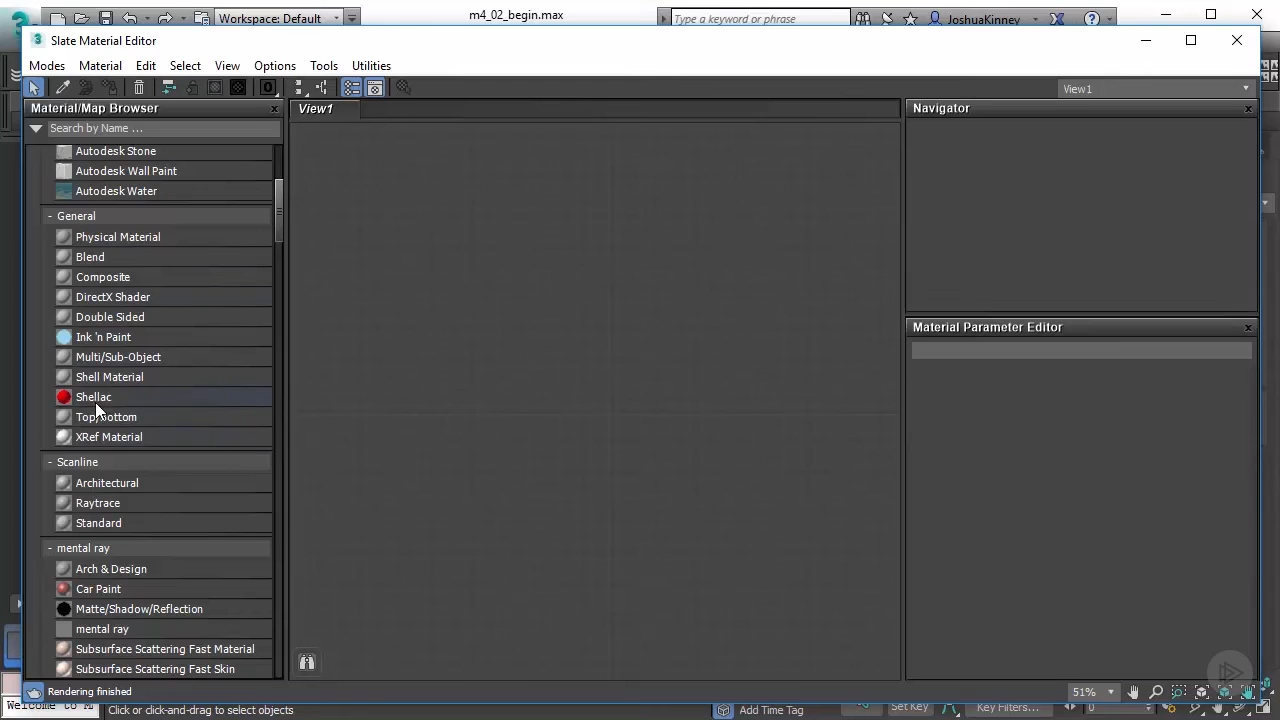 Workspace: Default
m4_02_begin.max
Type a keyword or phrase
JoshuaKinney
Slate Material Editor
Modes Material Edit Select View Options Tools Utilities
View1
Material/Map Browser
View1
Navigator
Search by Name ...
Autodesk Stone
Autodesk Wall Paint
Autodesk Water
- General
Physical Material
Blend
Composite
DirectX Shader
Double Sided
Ink 'n Paint
Material Parameter Editor
Multi/Sub-Object
Shell Material
Shellac
Top/Bottom
XRef Material
- Scanline
Architectural
Raytrace
Standard
- mental ray
Arch & Design
Car Paint
Matte/Shadow/Reflection
mental ray
Subsurface Scattering Fast Material
Subsurface Scattering Fast Skin
Rendering finished
51%
Welcome to M
Click or click-and-drag to select objects
Add Time Tag
Set Key
Key Filters...
0